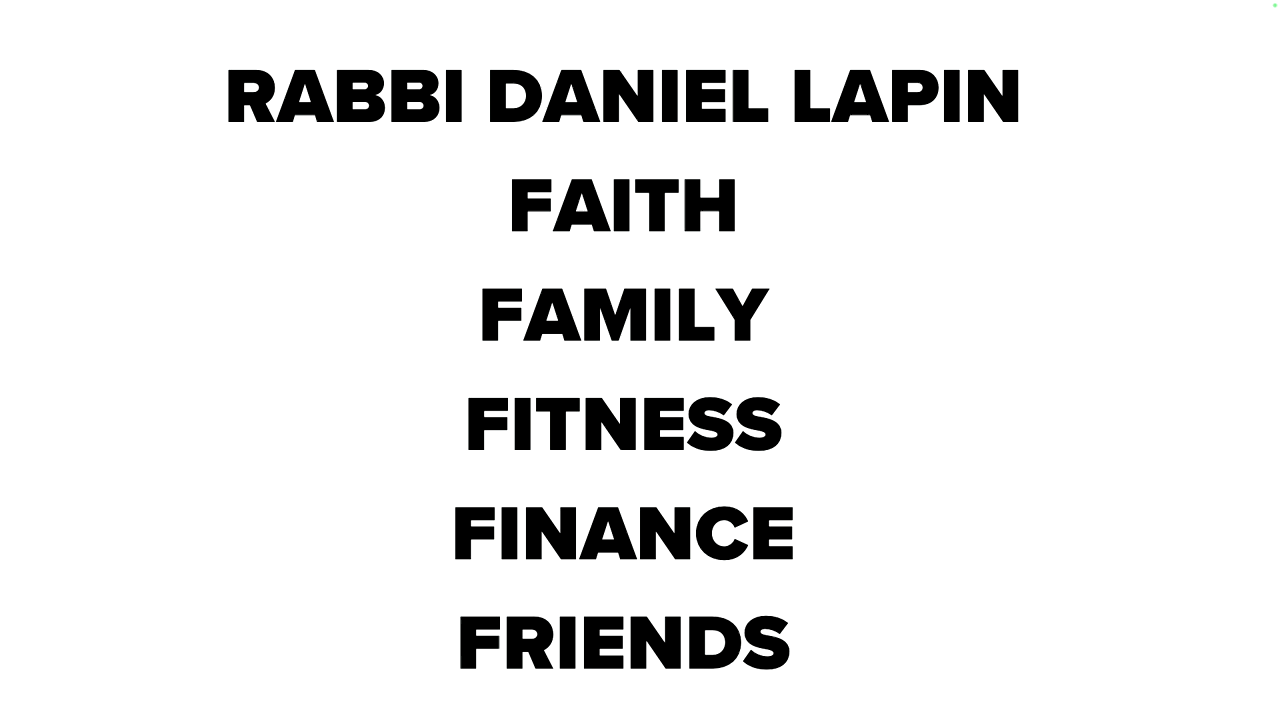 RABBI DANIEL LAPIN
FAITH
FAMILY
FITNESS
FINANCE
FRIENDS